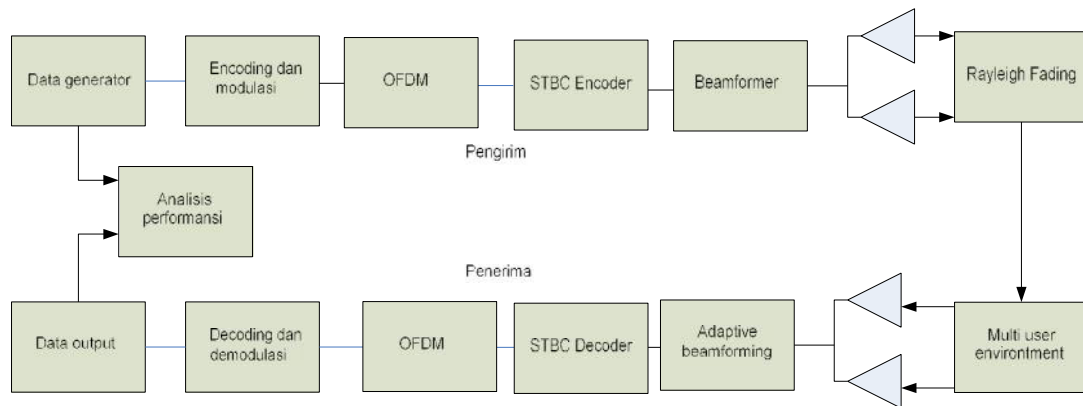 Data generator
Encoding dan
modulasi
OFDM
STBC Encoder
Beamformer
Rayleigh Fading
Pengirim
Analisis
performansi
Penerima
Data output
Decoding dan
demodulasi
OFDM
STBC Decoder
Adaptive
beamforming
Multi user
environtment